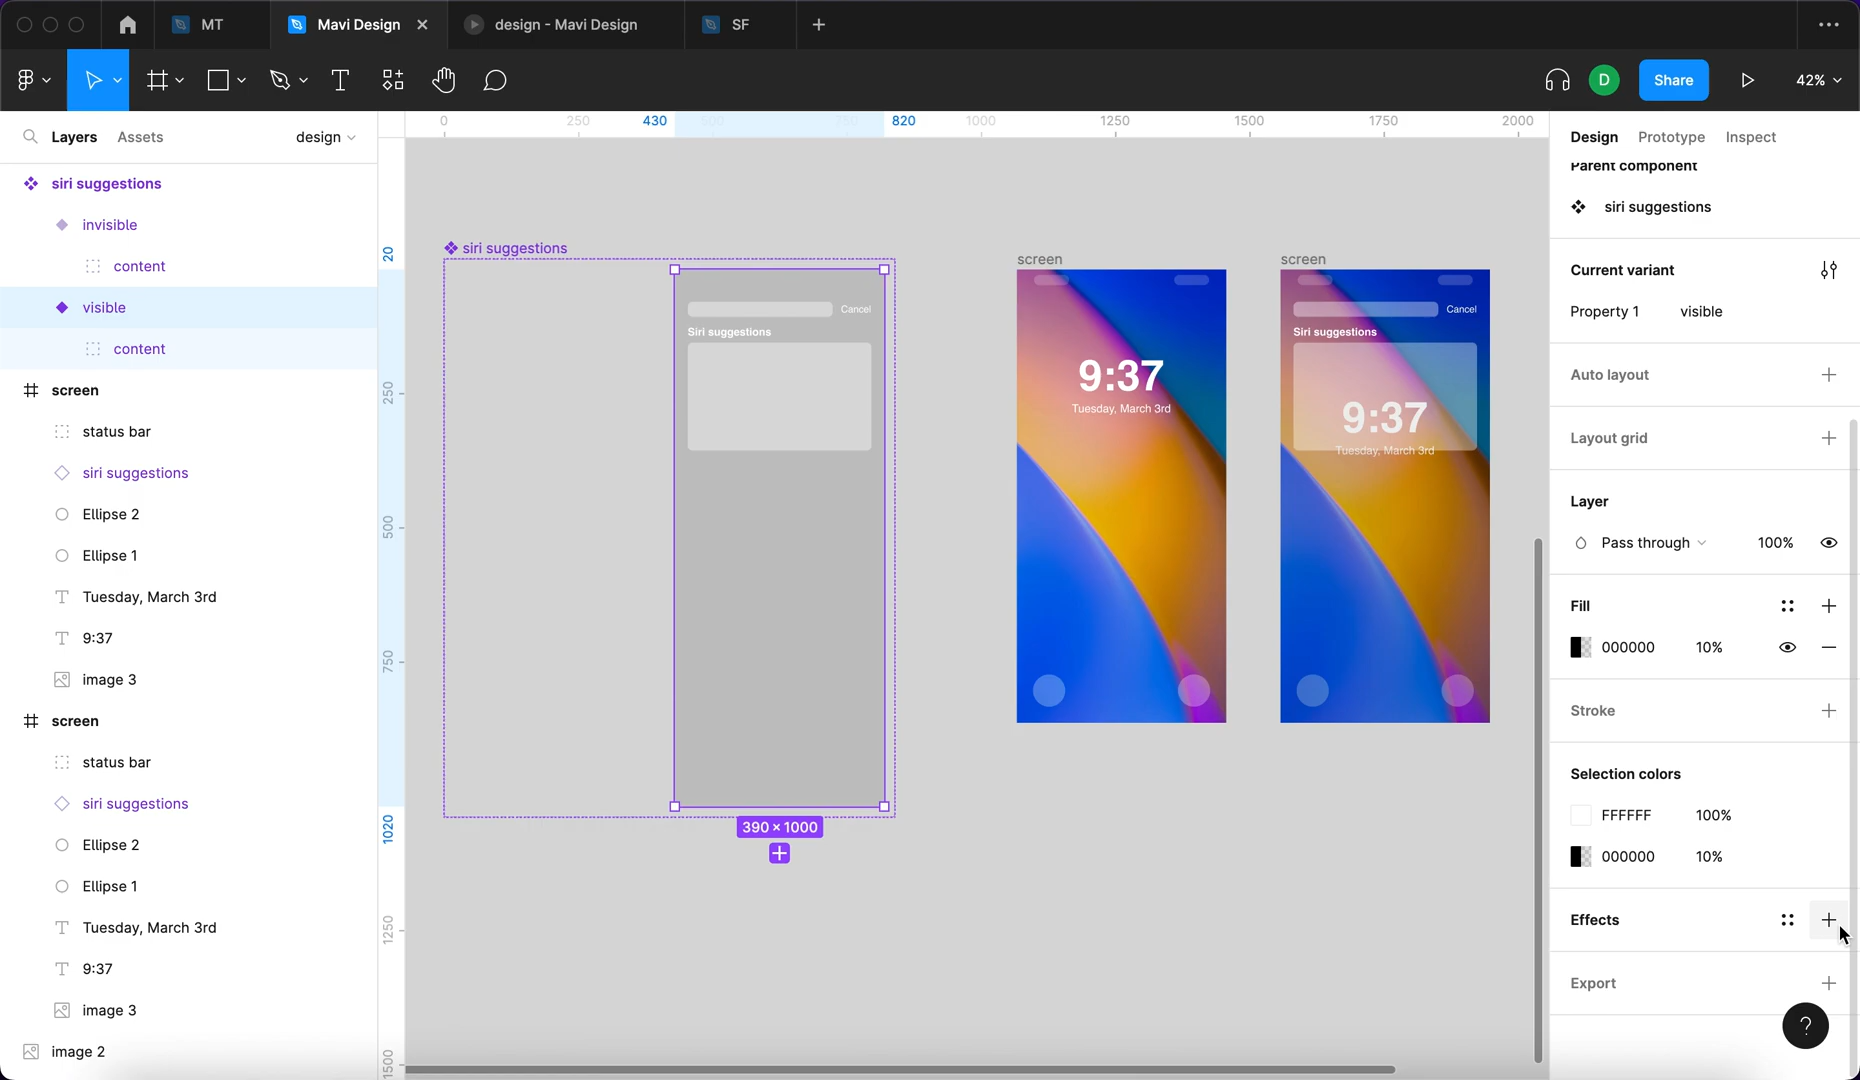 MT
Mavi Design
design - Mavi Design
SF
D
Share
42%
Layers
Assets
design
siri suggestions
invisible
content
visible
content
screen
status bar
siri suggestions
Ellipse 2
Ellipse 1
Tuesday, March 3rd
9:37
image 3
screen
status bar
siri suggestions
Ellipse 2
Ellipse 1
Tuesday, March 3rd
9:37
image 3
image 2
0
250
430
500
750
820
1000
1250
1500
1750
2000
20
250
500
750
1020
1250
1500
siri suggestions
Cancel
Siri suggestions
390 × 1000
screen
9:37
Tuesday, March 3rd
screen
Cancel
Siri suggestions
9:37
Tuesday, March 3rd
Design
Prototype
Inspect
Parent component
siri suggestions
Current variant
Property 1
visible
Auto layout
Layout grid
Layer
Pass through
100%
Fill
000000
10%
Stroke
Selection colors
FFFFFF
100%
000000
10%
Effects
Export
?